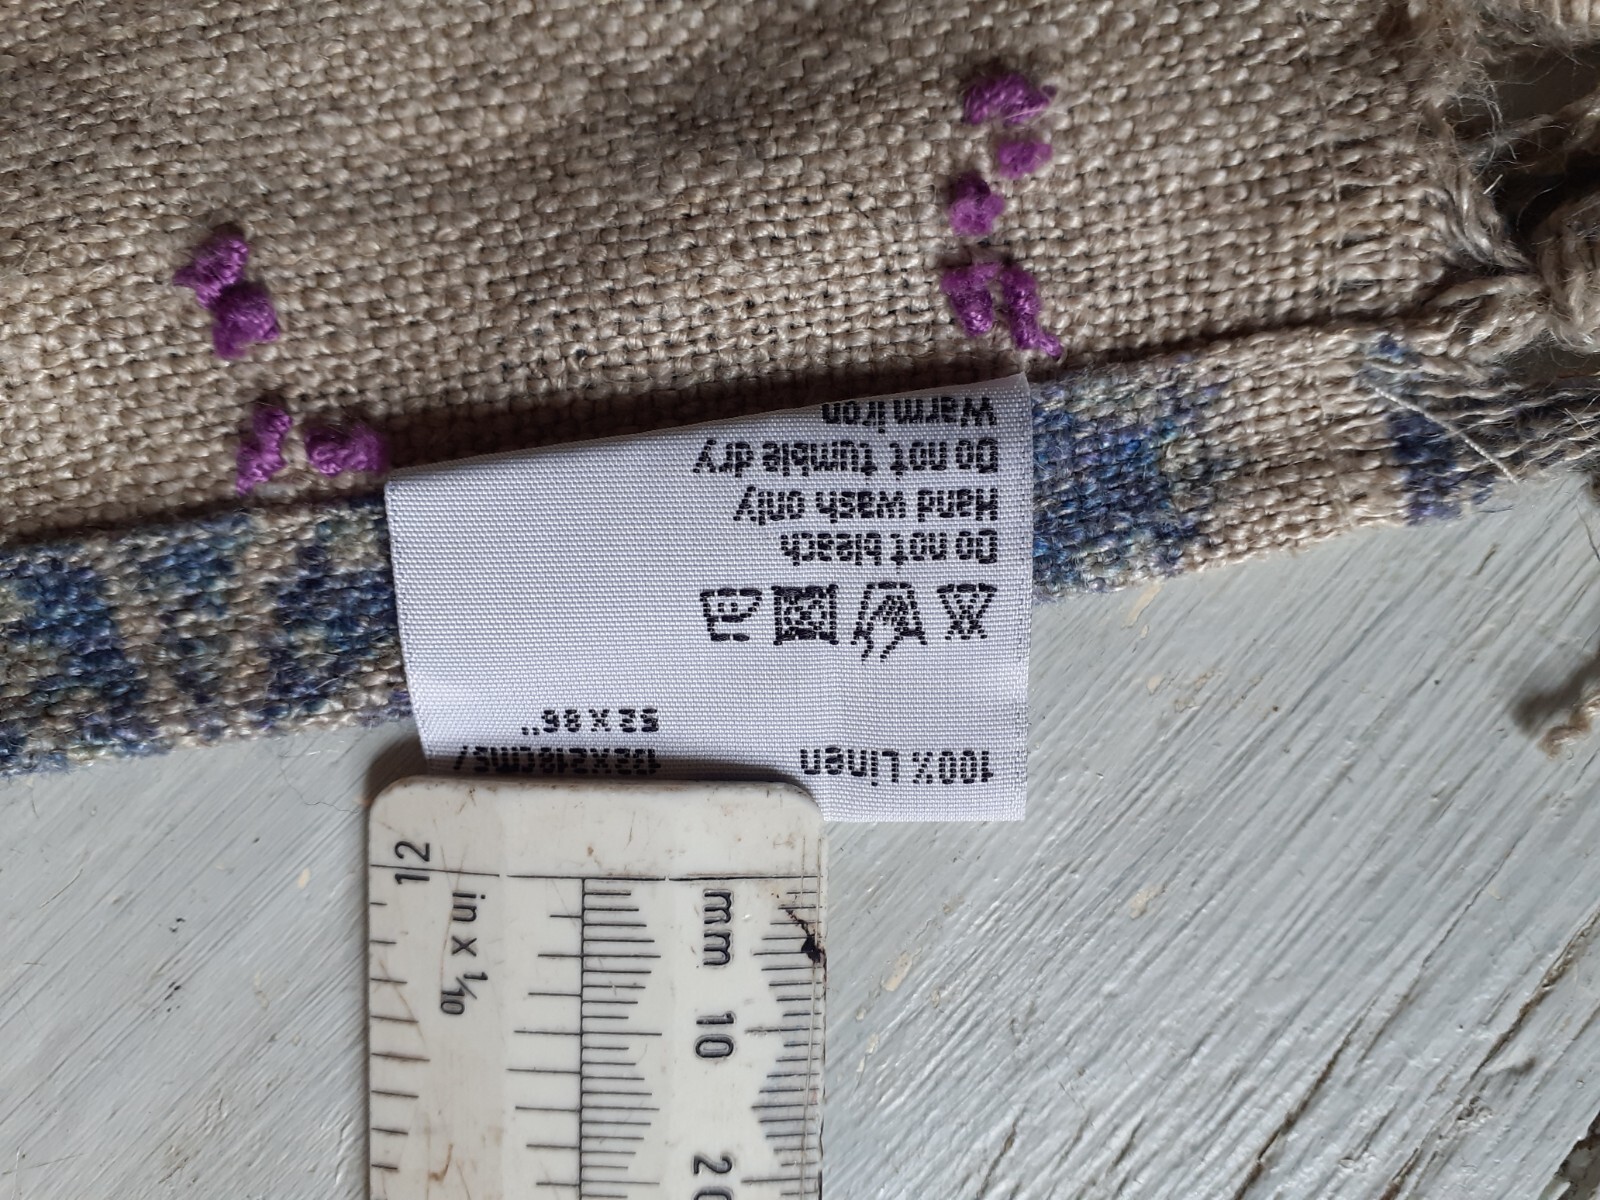 100% Linen
132X218cms/
52 X 86"
Do not bleach
Hand wash only
Do not tumble dry
Warm iron
12
in x 1/10
mm
10